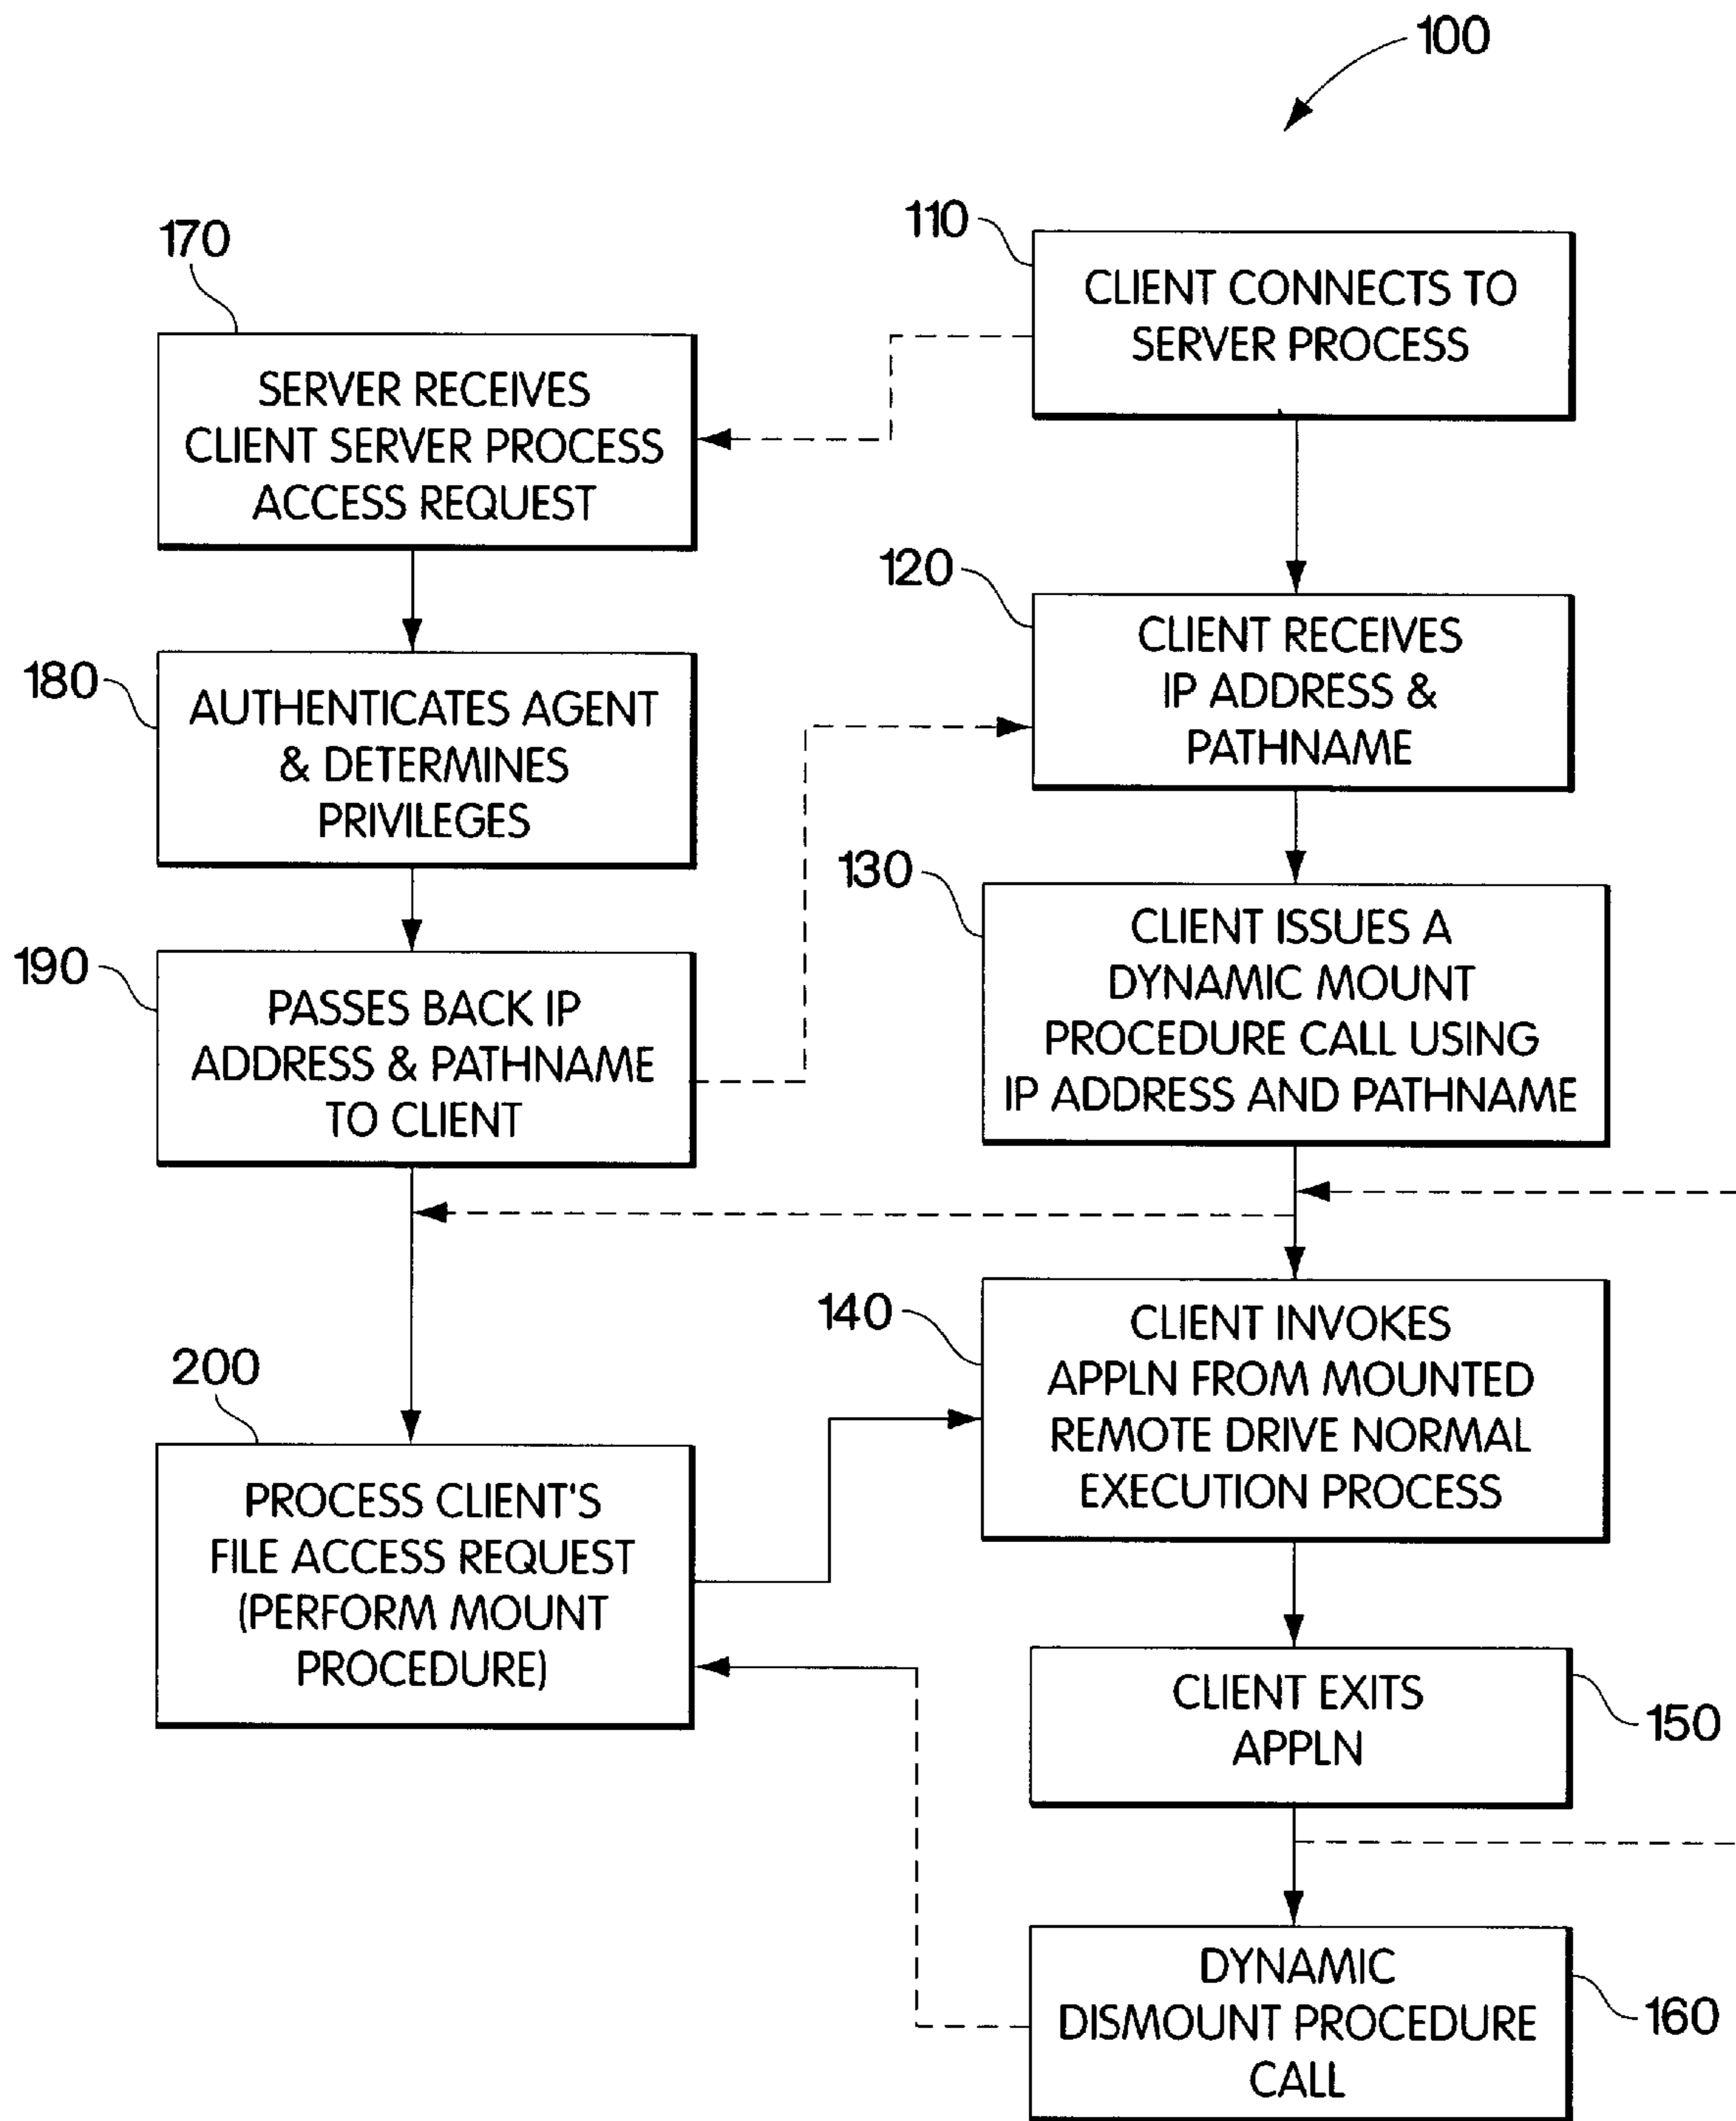 100
110
CLIENT CONNECTS TO
SERVER PROCESS
170
SERVER RECEIVES
CLIENT SERVER PROCESS
ACCESS REQUEST
120
CLIENT RECEIVES
IP ADDRESS &
PATHNAME
180
AUTHENTICATES AGENT
& DETERMINES
PRIVILEGES
130
CLIENT ISSUES A
DYNAMIC MOUNT
PROCEDURE CALL USING
IP ADDRESS AND PATHNAME
190
PASSES BACK IP
ADDRESS & PATHNAME
TO CLIENT
140
CLIENT INVOKES
APPLN FROM MOUNTED
REMOTE DRIVE NORMAL
EXECUTION PROCESS
200
PROCESS CLIENT'S
FILE ACCESS REQUEST
(PERFORM MOUNT
PROCEDURE)
CLIENT EXITS
APPLN
150
DYNAMIC
DISMOUNT PROCEDURE
CALL
160